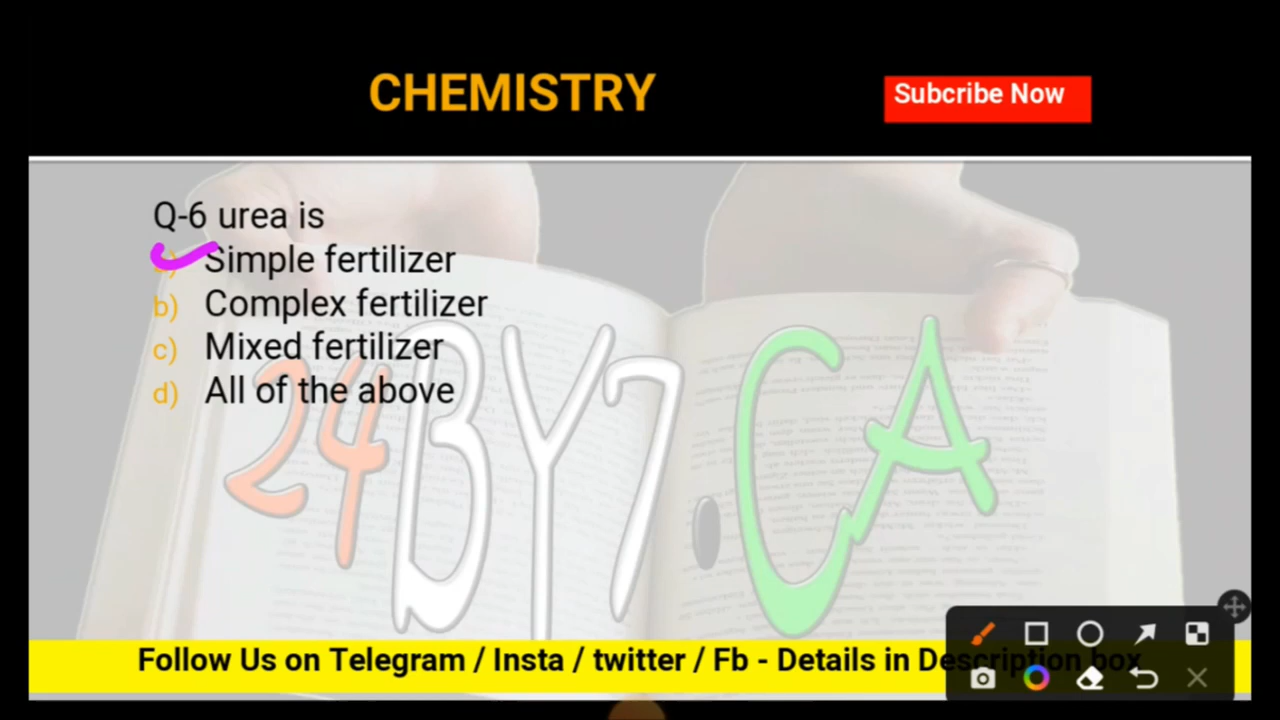 CHEMISTRY
Subcribe Now
Q-6 urea is
Simple fertilizer
b) Complex fertilizer
c) Mixed fertilizer
d) All of the above
24BY7.CA
Follow Us on Telegram / Insta / twitter / Fb - Details in Description box